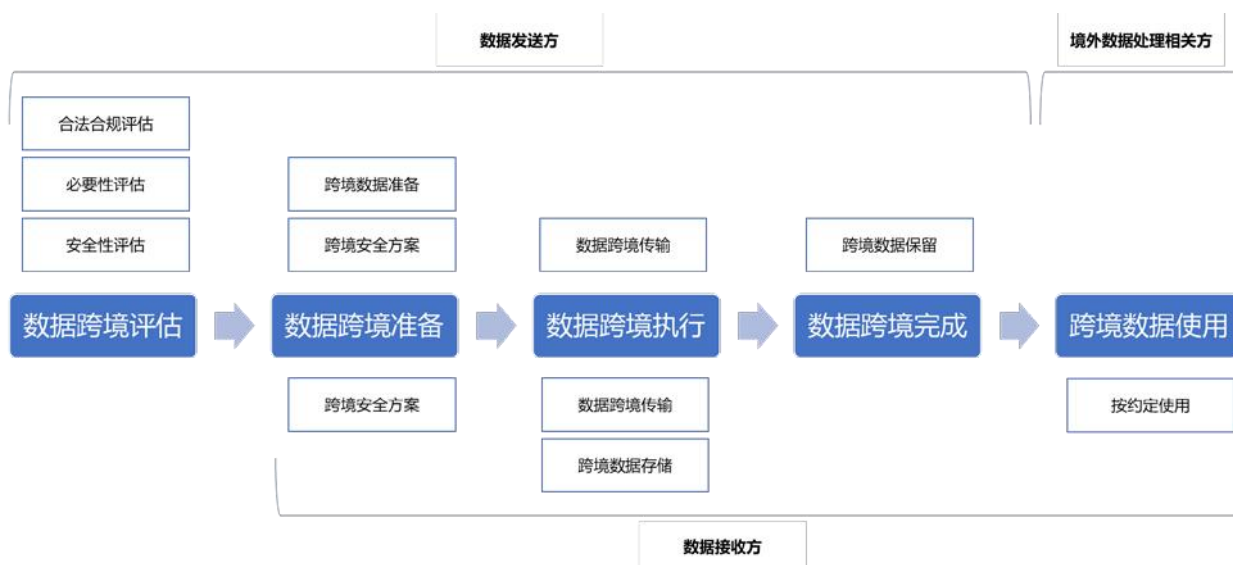 数据发送方
境外数据处理相关方
合法合规评估
必要性评估
跨境数据准备
安全性评估
跨境安全方案
数据跨境传输
跨境数据保留
数据跨境评估
数据跨境准备
数据跨境执行
数据跨境完成
跨境数据使用
跨境安全方案
数据跨境传输
按约定使用
跨境数据存储
数据接收方